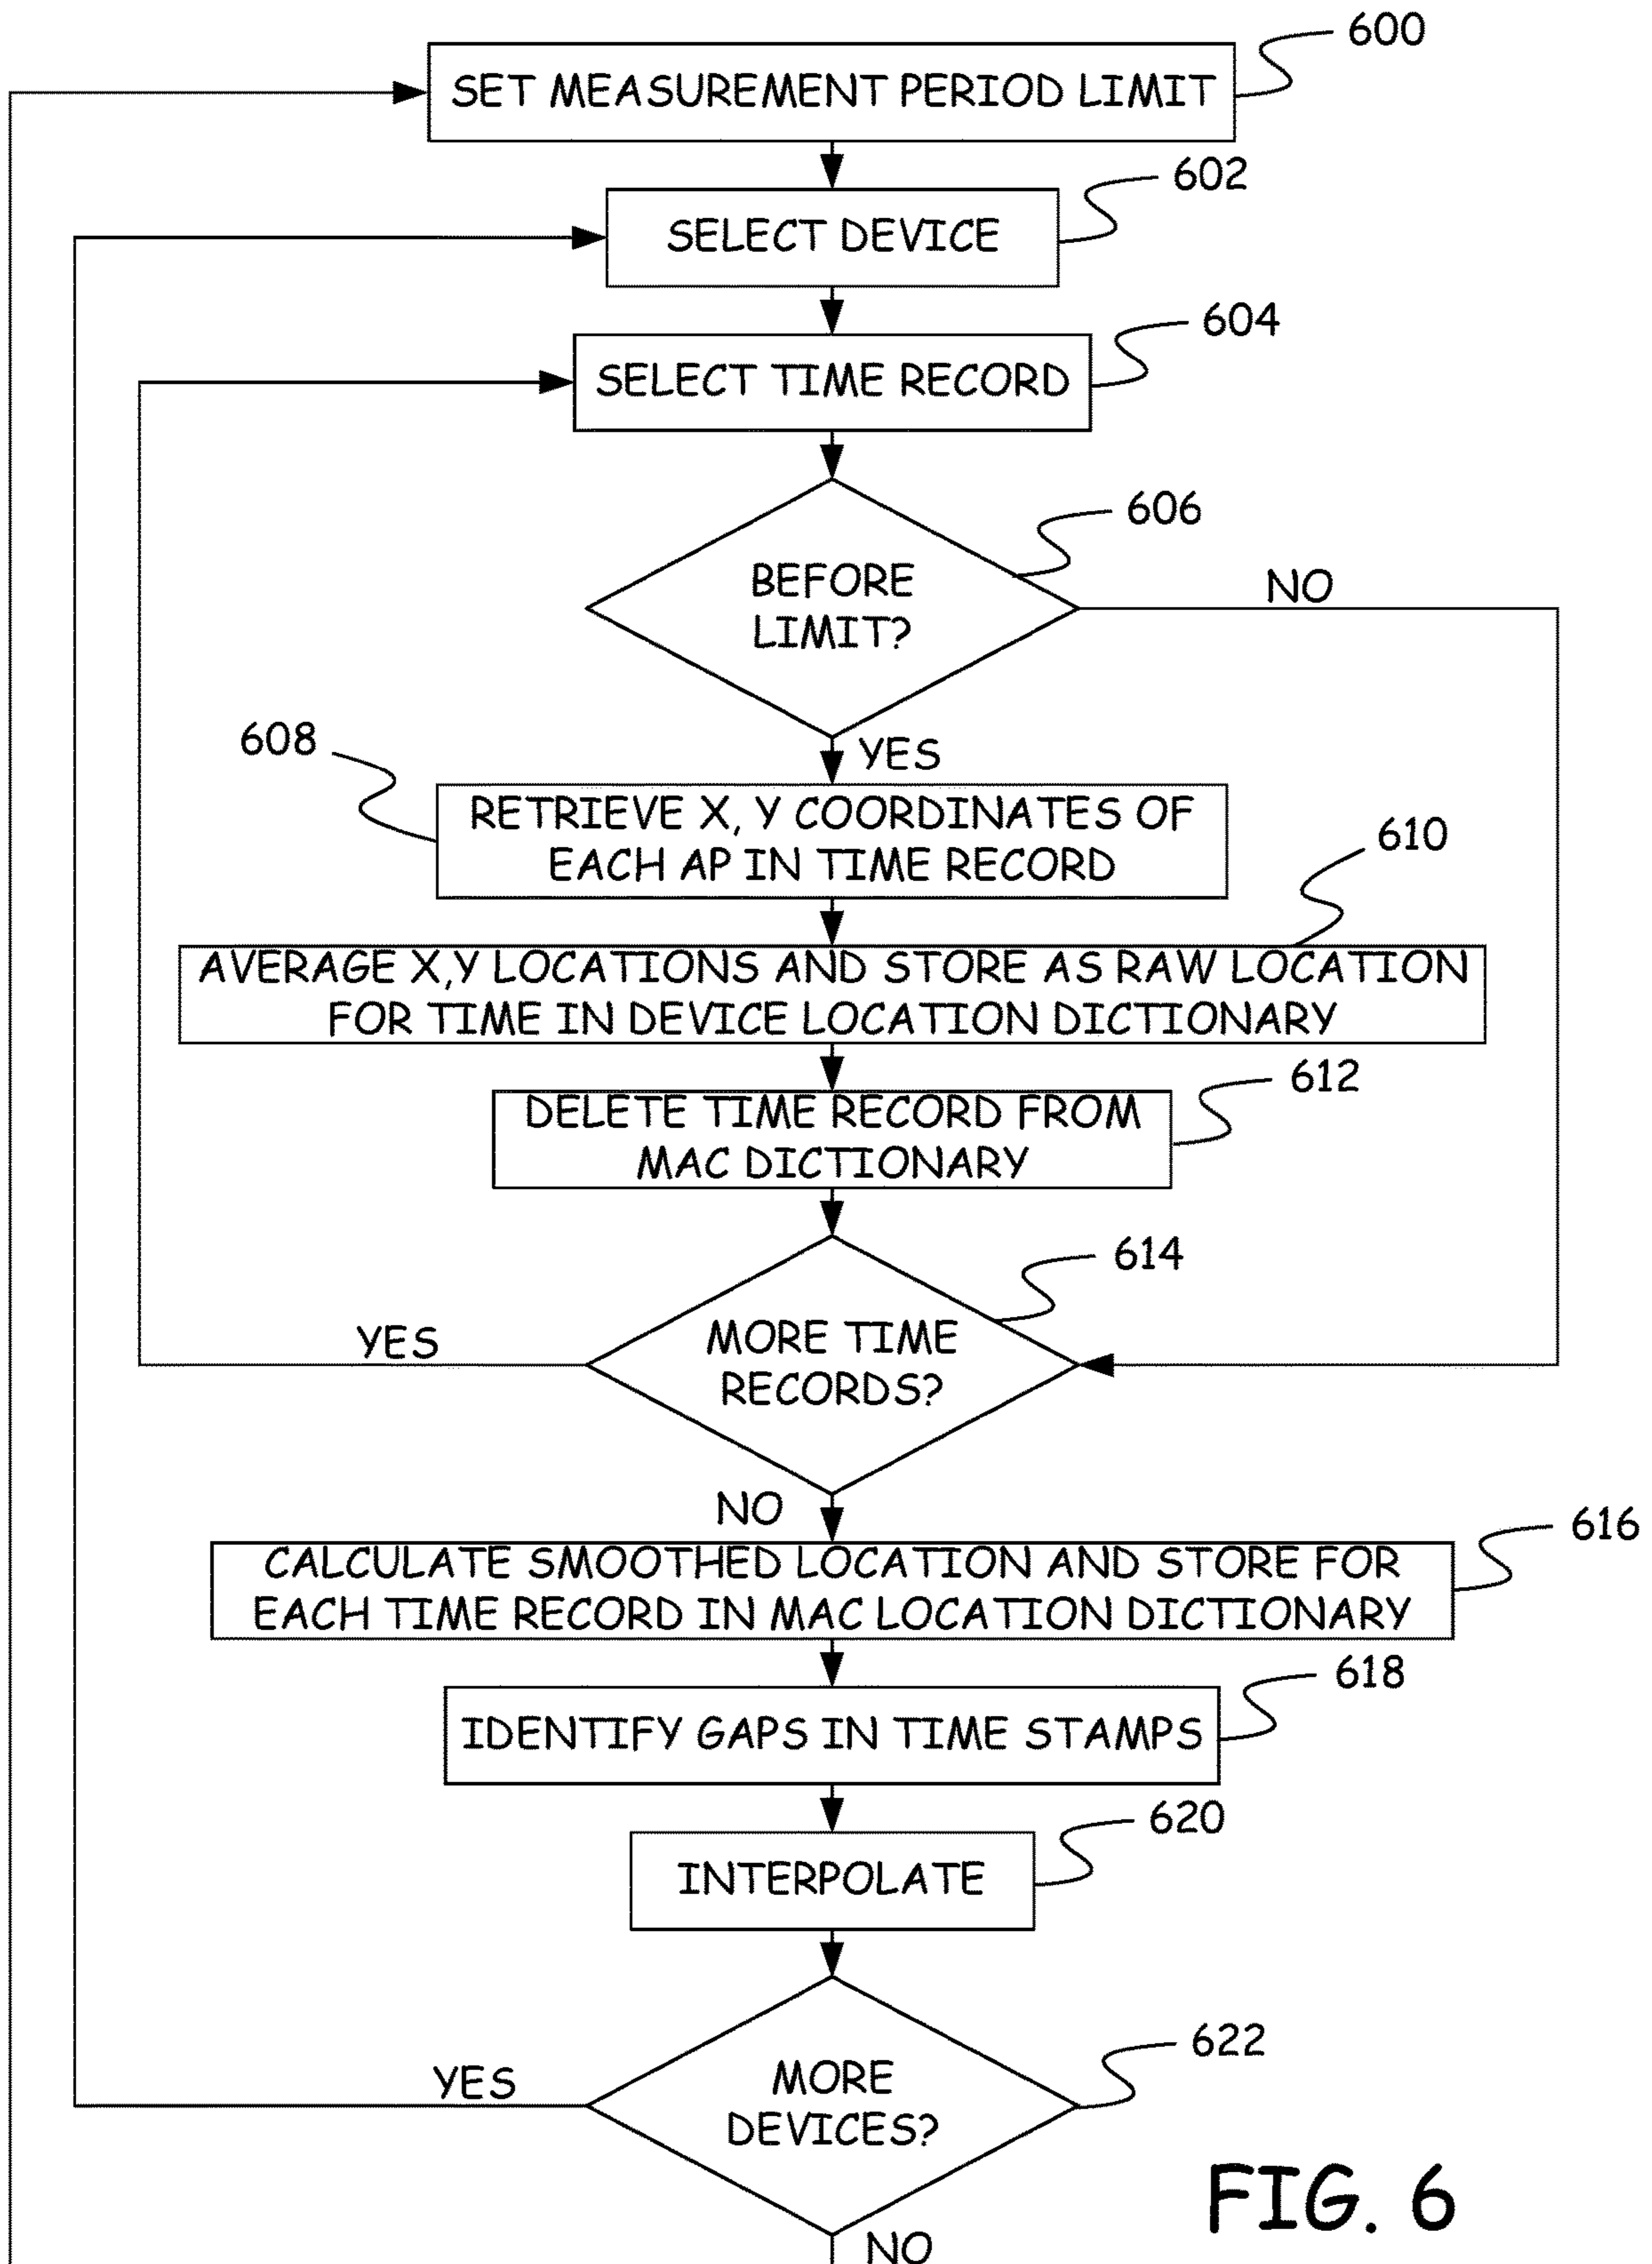 600
SET MEASUREMENT PERIOD LIMIT
602
SELECT DEVICE
604
SELECT TIME RECORD
606
BEFORE
LIMIT?
NO
YES
608
RETRIEVE X, Y COORDINATES OF
EACH AP IN TIME RECORD
610
AVERAGE X,Y LOCATIONS AND STORE AS RAW LOCATION
FOR TIME IN DEVICE LOCATION DICTIONARY
612
DELETE TIME RECORD FROM
MAC DICTIONARY
614
MORE TIME
RECORDS?
YES
NO
616
CALCULATE SMOOTHED LOCATION AND STORE FOR
EACH TIME RECORD IN MAC LOCATION DICTIONARY
618
IDENTIFY GAPS IN TIME STAMPS
620
INTERPOLATE
622
MORE
DEVICES?
YES
NO
FIG. 6